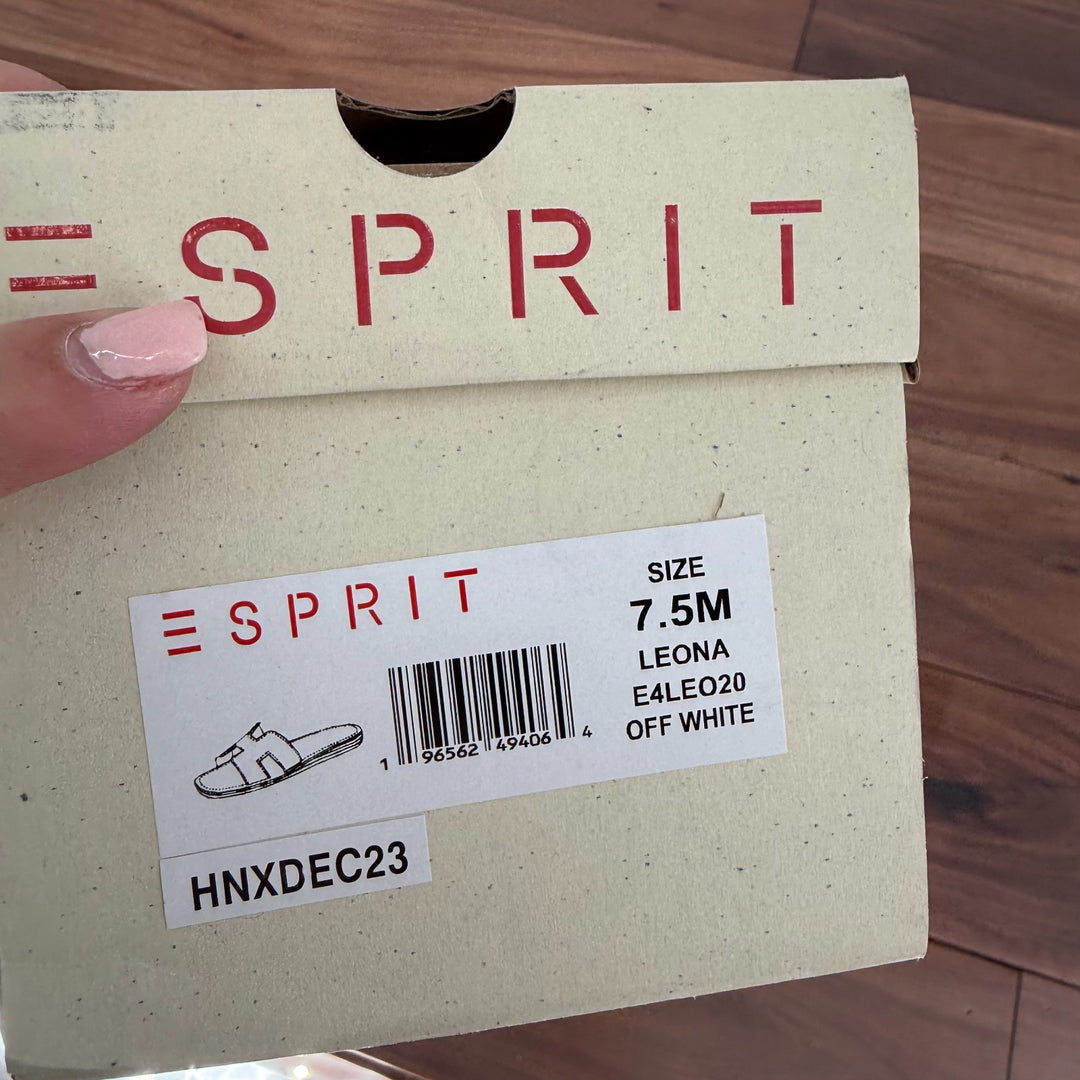 ESPRIT
ESPRIT
SIZE
7.5M
LEONA
E4LEO20
OFF WHITE
1 96562 49406 4
HNXDEC23